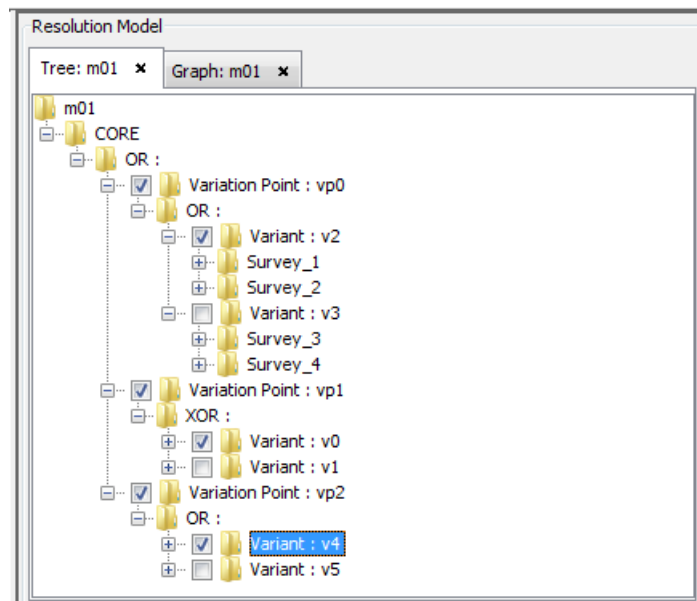 Resolution Model
Tree: m01 × Graph: m01 ×
m01
CORE
OR :
Variation Point : vp0
OR :
Variant : v2
Survey_1
Survey_2
Variant : v3
Survey_3
Survey_4
Variation Point : vp1
XOR :
Variant : v0
Variant : v1
Variation Point : vp2
OR :
Variant : v4
Variant : v5